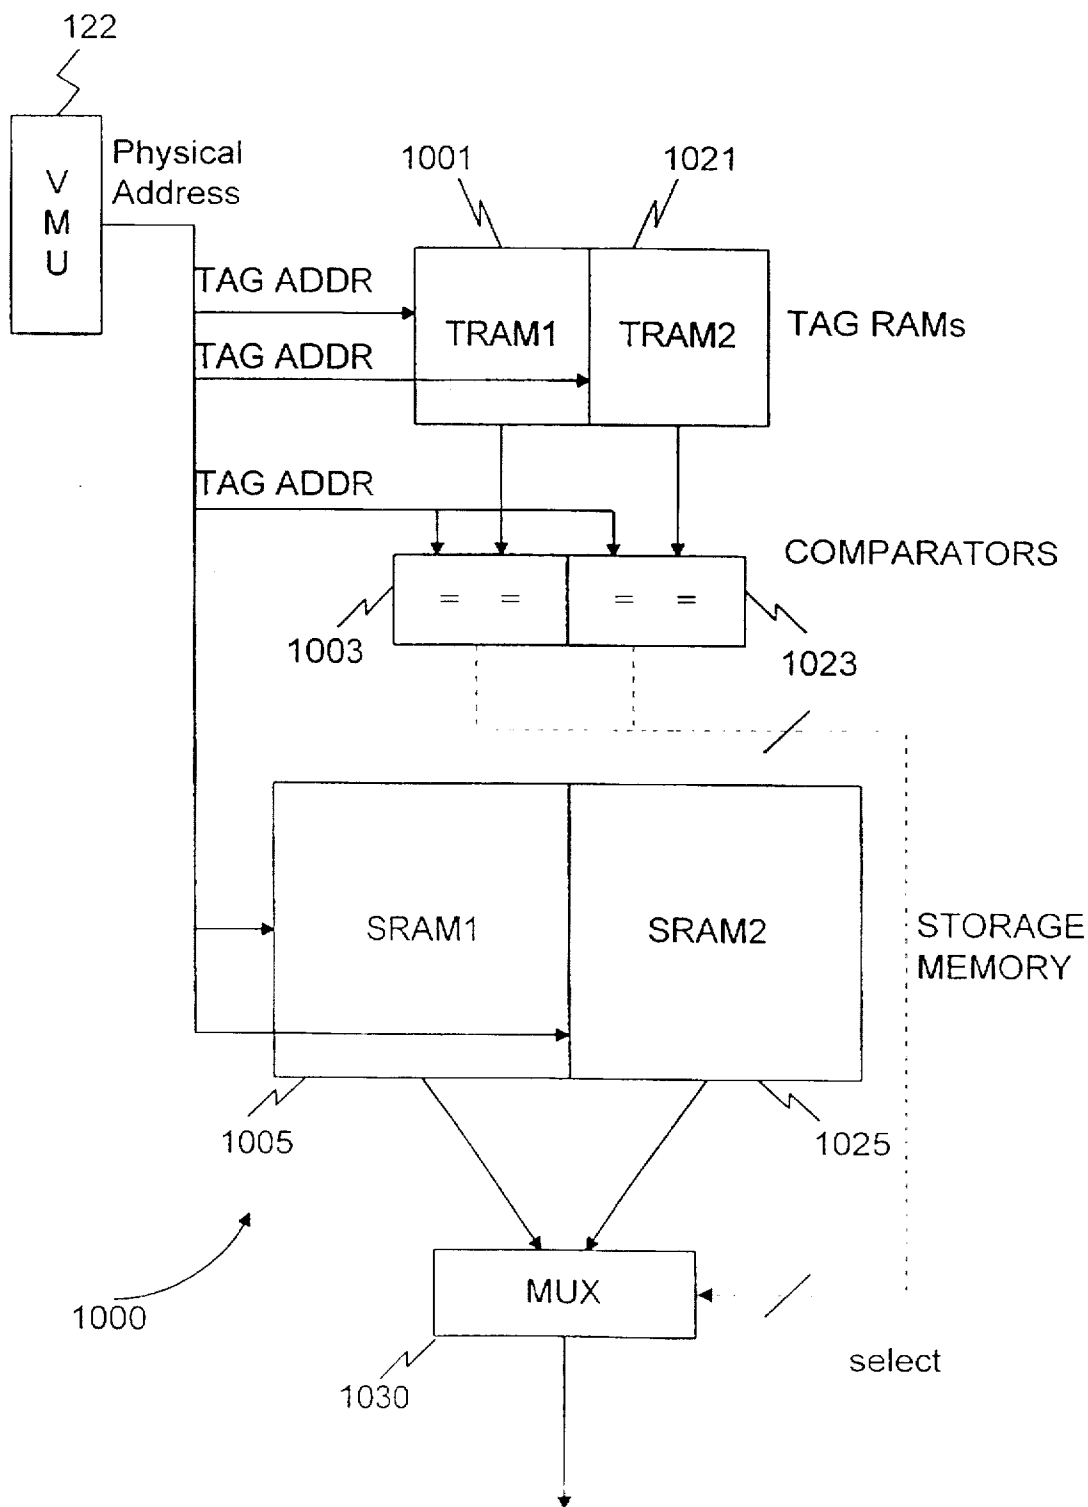 122
V
M
U
Physical
Address
1001
1021
TAG ADDR
TRAM1
TRAM2
TAG RAMs
TAG ADDR
TAG ADDR
COMPARATORS
= =
= =
1003
1023
SRAM1
SRAM2
STORAGE
MEMORY
1005
1025
1000
MUX
1030
select